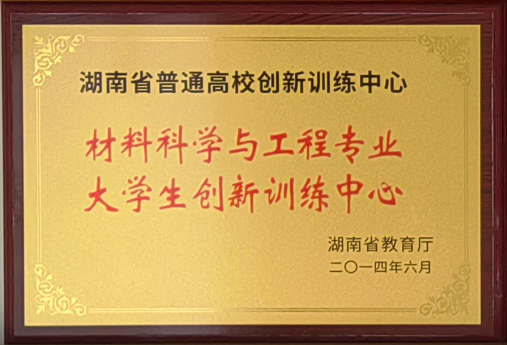 湖南省普通高校创新训练中心
材料科学与工程专业
大学生创新训练中心
湖南省教育厅
二〇一四年六月